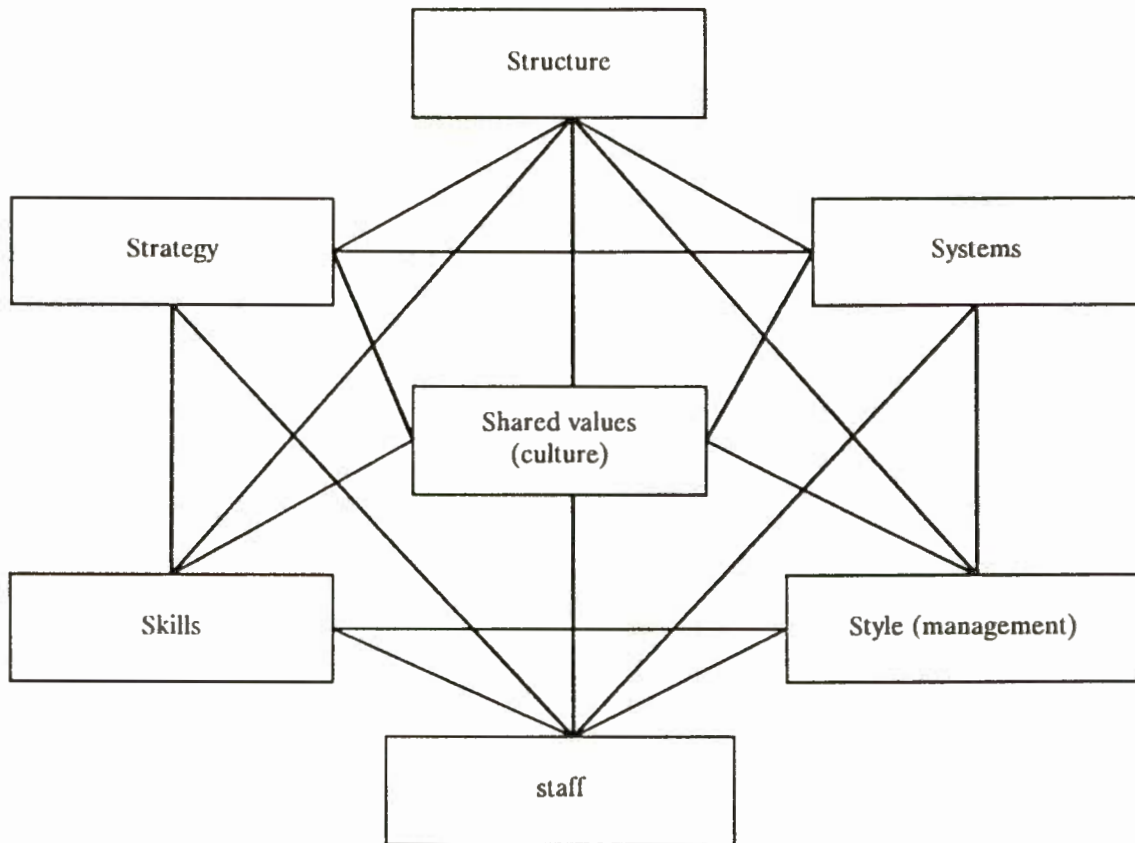 Structure
Strategy
Systems
Shared values
(culture)
Skills
Style (management)
staff